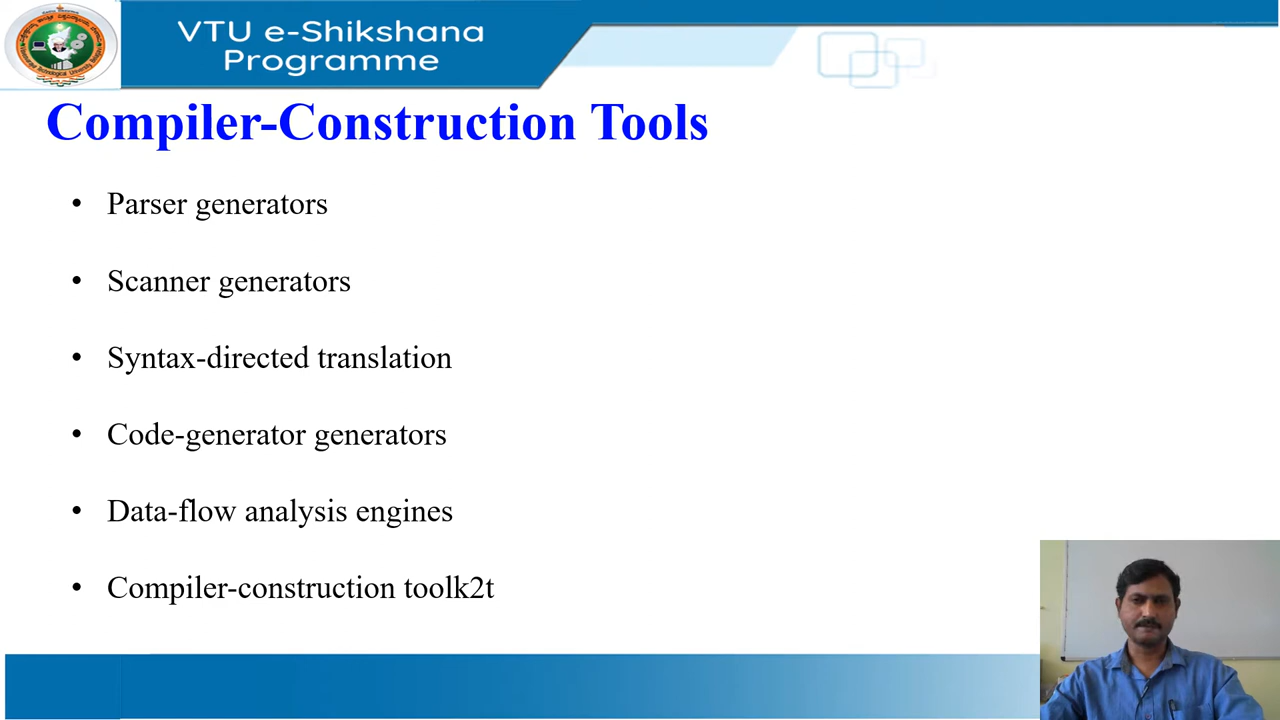 VTU e-Shikshana
Programme
Compiler-Construction Tools
• Parser generators
• Scanner generators
• Syntax-directed translation
• Code-generator generators
• Data-flow analysis engines
• Compiler-construction toolk2t